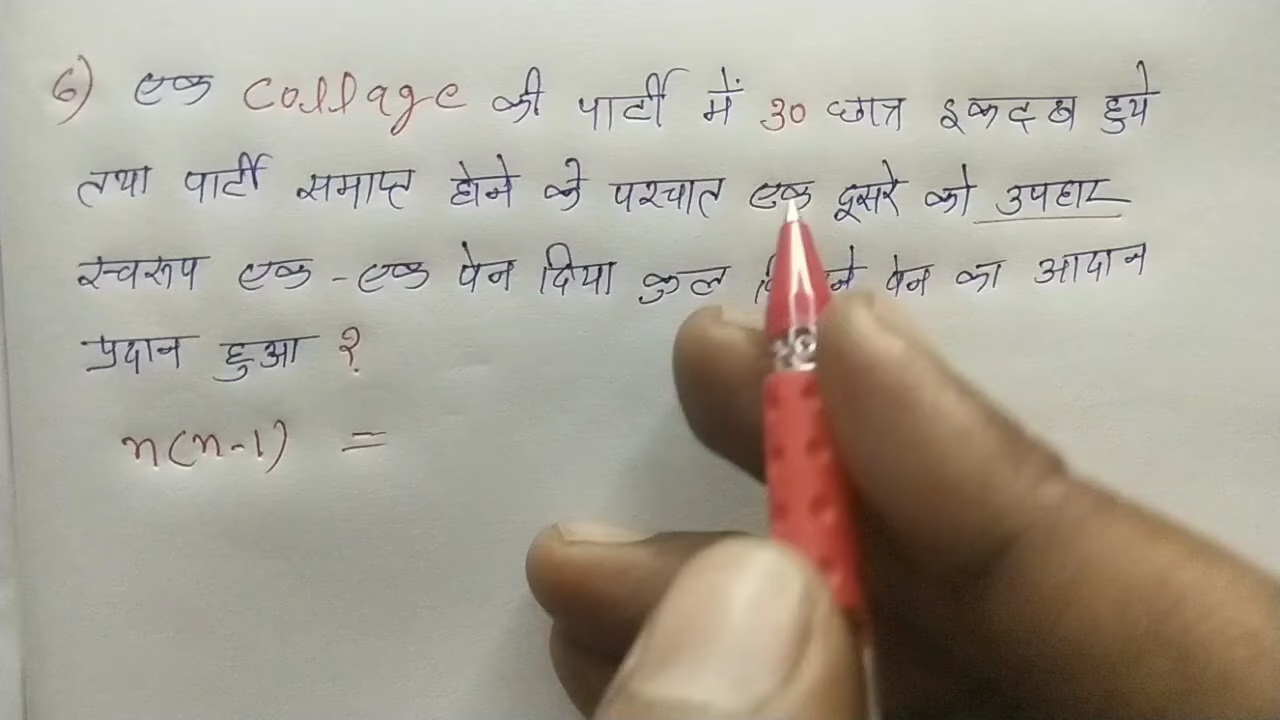 6) एक Collage की पार्टी में 30 छात्र इकट्ठा हुये
तथा पार्टी समाप्त होने के पश्चात एक दूसरे को उपहार
स्वरूप एक - एक पेन दिया कुल पेन का आदान
प्रदान हुआ ?
n(n-1) =